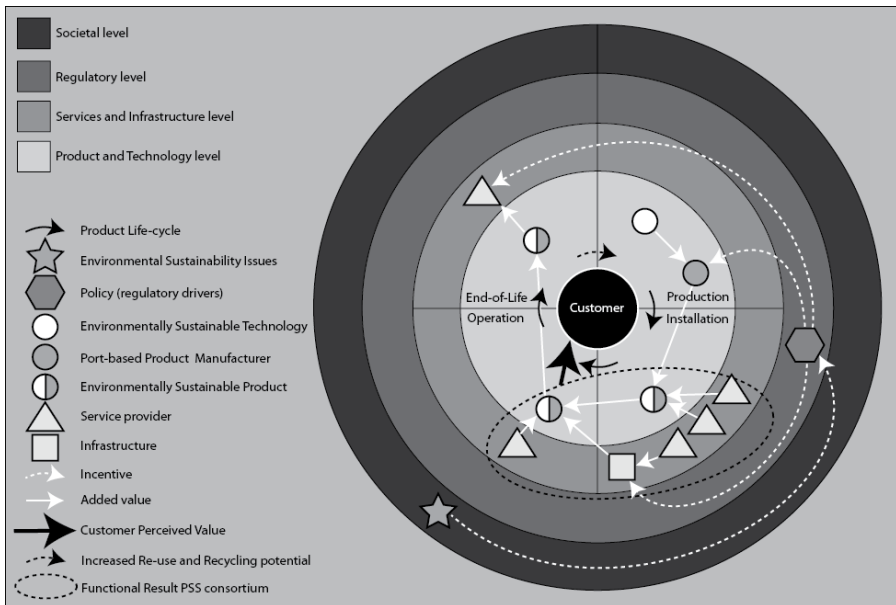 Societal level
Regulatory level
Services and Infrastructure level
Product and Technology level
Product Life-cycle
Environmental Sustainability Issues
Policy (regulatory drivers)
Environmentally Sustainable Technology
Port-based Product Manufacturer
Environmentally Sustainable Product
Service provider
Infrastructure
Incentive
Added value
Customer Perceived Value
Increased Re-use and Recycling potential
Functional Result PSS consortium
End-of-Life
Operation
Customer
Production
Installation